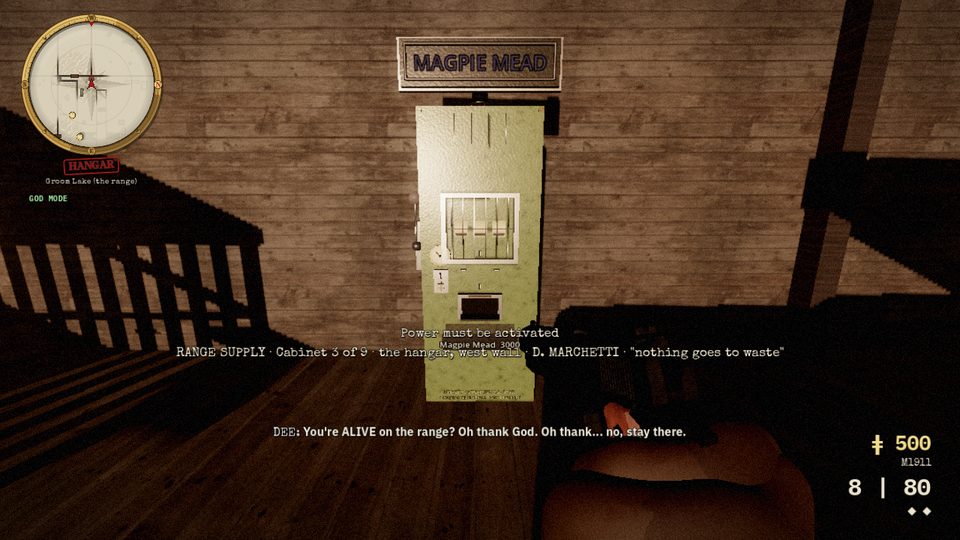 MAGPIE MEAD
HANGAR
Groom Lake (the range)
GOD MODE
Power must be activated
Magpie Mead 3000
RANGE SUPPLY · Cabinet 3 of 9 · the hangar, west wall · D. MARCHETTI · "nothing goes to waste"
DEE: You're ALIVE on the range? Oh thank God. Oh thank... no, stay there.
500
M1911
8 | 80